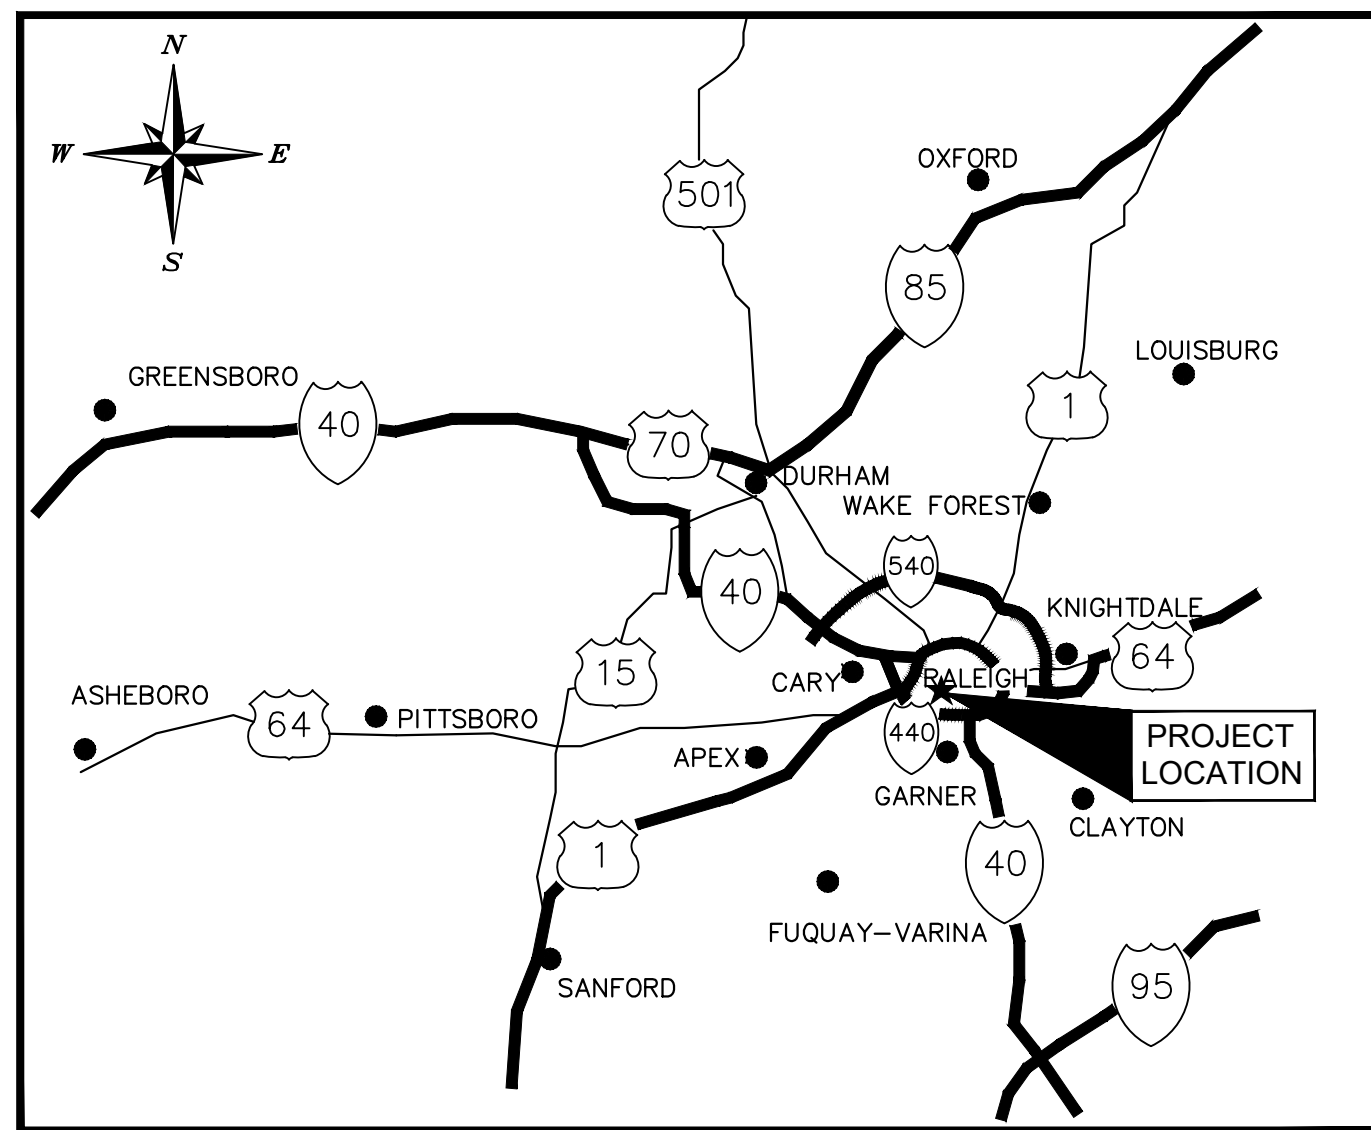 N
W
E
S
501
OXFORD
85
LOUISBURG
GREENSBORO
40
1
70
DURHAM
WAKE FOREST
540
40
KNIGHTDALE
64
15
CARY
RALEIGH
ASHEBORO
64
PITTSBORO
440
PROJECT
LOCATION
APEX
GARNER
CLAYTON
1
40
FUQUAY-VARINA
SANFORD
95